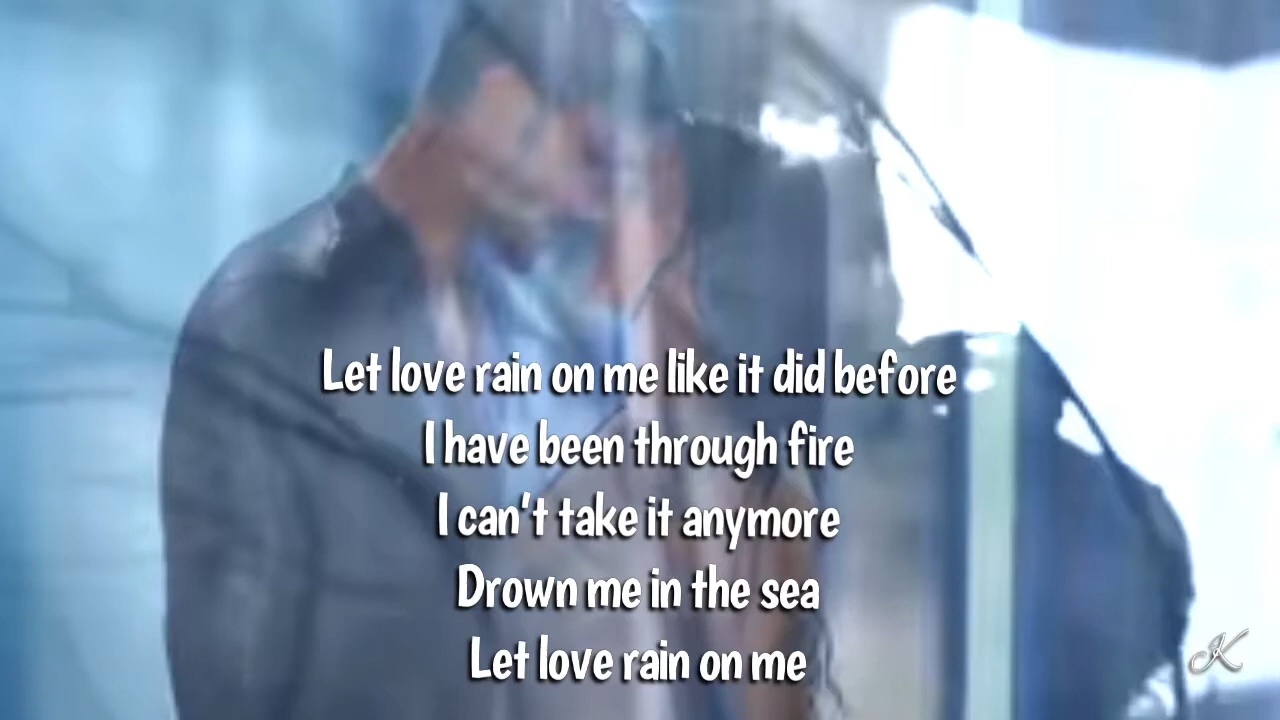 Let love rain on me like it did before
I have been through fire
I can't take it anymore
Drown me in the sea
Let love rain on me
K